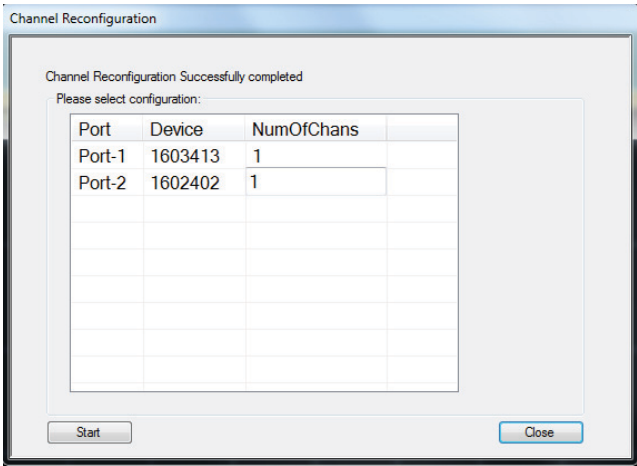 Channel Reconfiguration
Channel Reconfiguration Successfully completed
Please select configuration:
Port Device NumOfChans
Port-1 1603413 1
Port-2 1602402 1
Start Close